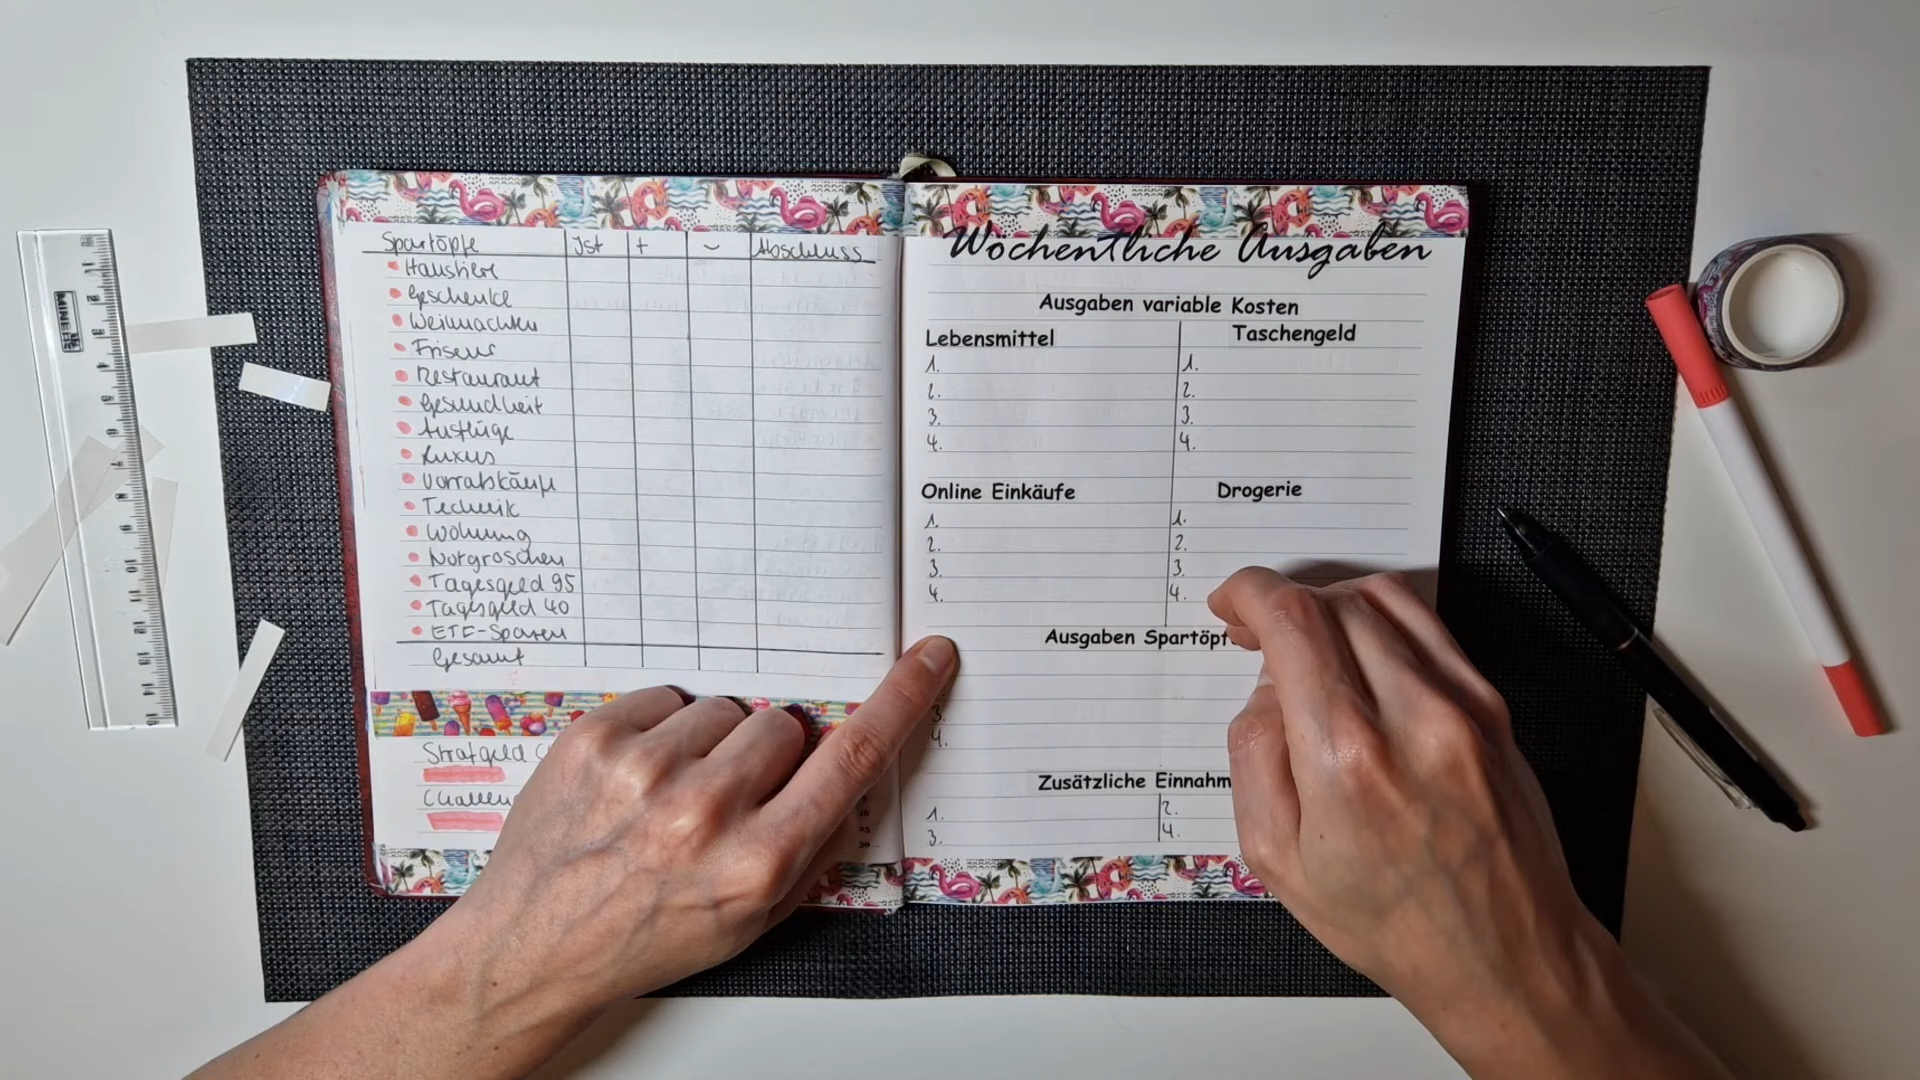 Spartöpfe Ist + - Abschluss
Haustiere
Geschenke
Weihnachten
Friseur
Restaurant
Gesundheit
Ausflüge
Luxus
Vorratskäufe
Technik
Wohnung
Notgroschen
Tagesgeld 95
Tagesgeld 40
ETF-Sparen
Gesamt
Strafgeld
Wöchentliche Ausgaben
Ausgaben variable Kosten
Lebensmittel Taschengeld
1. 1.
2. 2.
3. 3.
4. 4.
Online Einkäufe Drogerie
1. 1.
2. 2.
3. 3.
4. 4.
Ausgaben Spartöpf
3.
4.
Zusätzliche Einnahm
1. 2.
3. 4.
MINERB